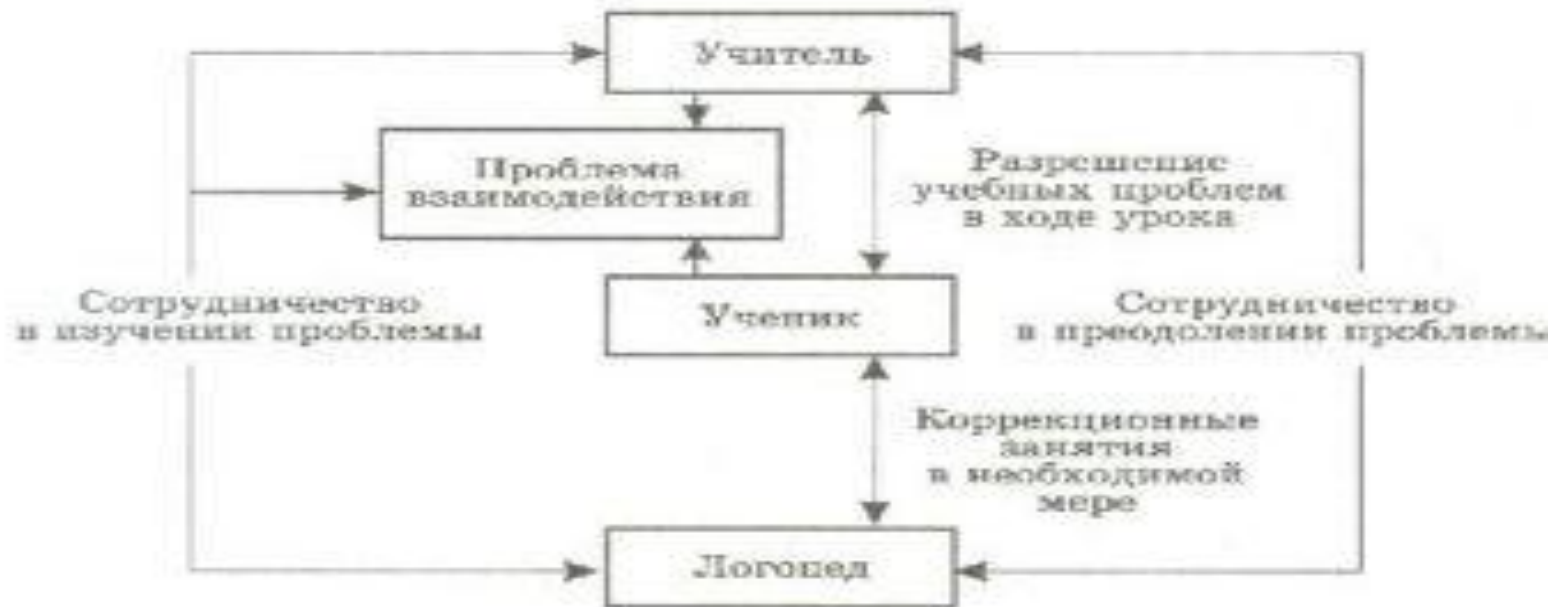 Учитель
Проблема
взаимодействия
Разрешение
учебных проблем
в ходе урока
Сотрудничество
в изучении проблемы
Ученик
Сотрудничество
в преодолении проблемы
Коррекционные
занятия
в необходимой
мере
Логопед